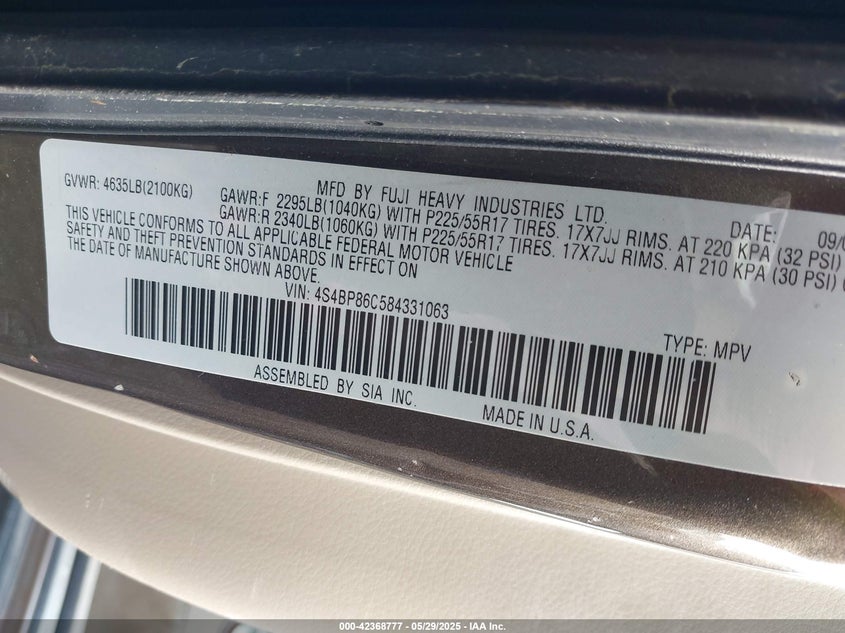 MFD BY FUJI HEAVY INDUSTRIES LTD. DATE: 09/0
GVWR: 4635LB(2100KG) GAWR:F 2295LB(1040KG) WITH P225/55R17 TIRES. 17X7JJ RIMS. AT 220 KPA (32 PSI)
GAWR:R 2340LB(1060KG) WITH P225/55R17 TIRES. 17X7JJ RIMS. AT 210 KPA (30 PSI)
THIS VEHICLE CONFORMS TO ALL APPLICABLE FEDERAL MOTOR VEHICLE
SAFETY AND THEFT PREVENTION STANDARDS IN EFFECT ON
THE DATE OF MANUFACTURE SHOWN ABOVE.
VIN: 4S4BP86C584331063 TYPE: MPV
ASSEMBLED BY SIA INC. MADE IN U.S.A.
000-42368777 — 05/29/2025 — IAA Inc.